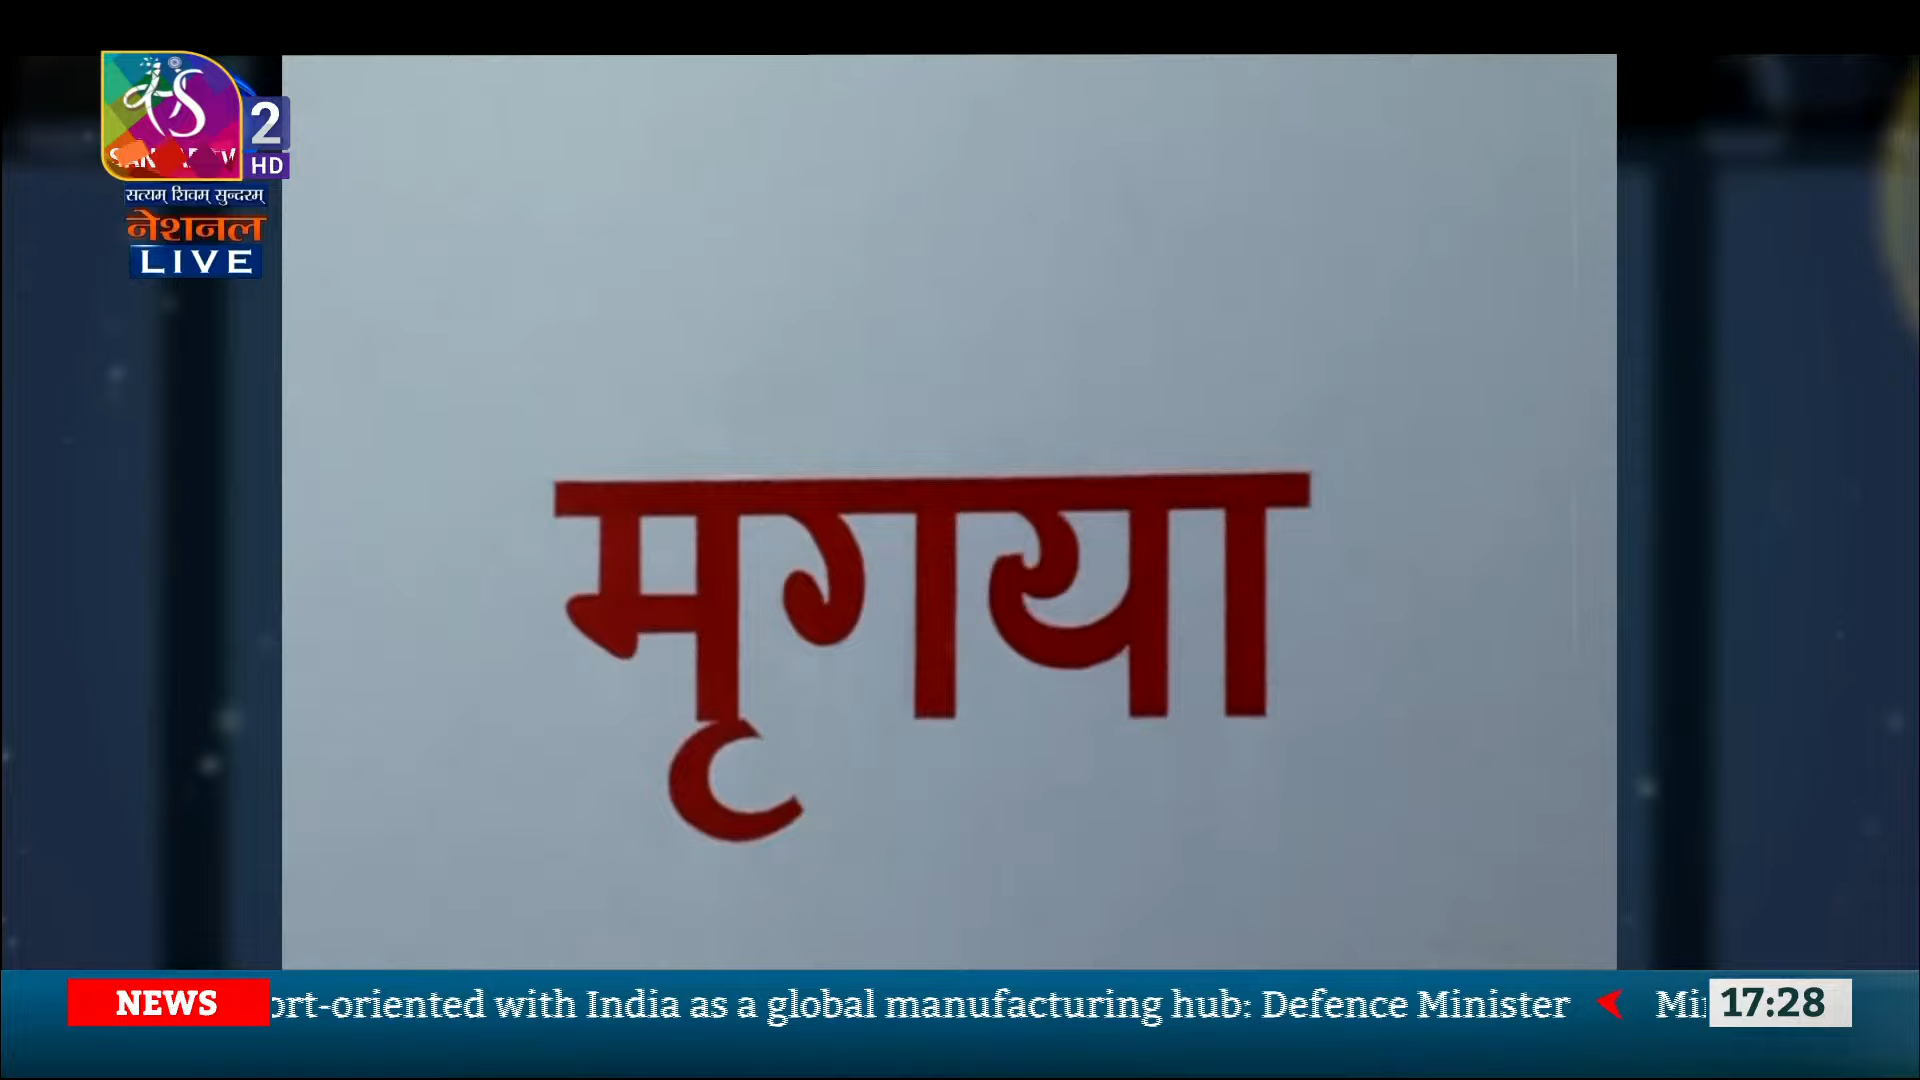 2
HD
सत्यम् शिवम् सुन्दरम्
नेशनल
LIVE
मृगया
NEWS
ort-oriented with India as a global manufacturing hub: Defence Minister
17:28